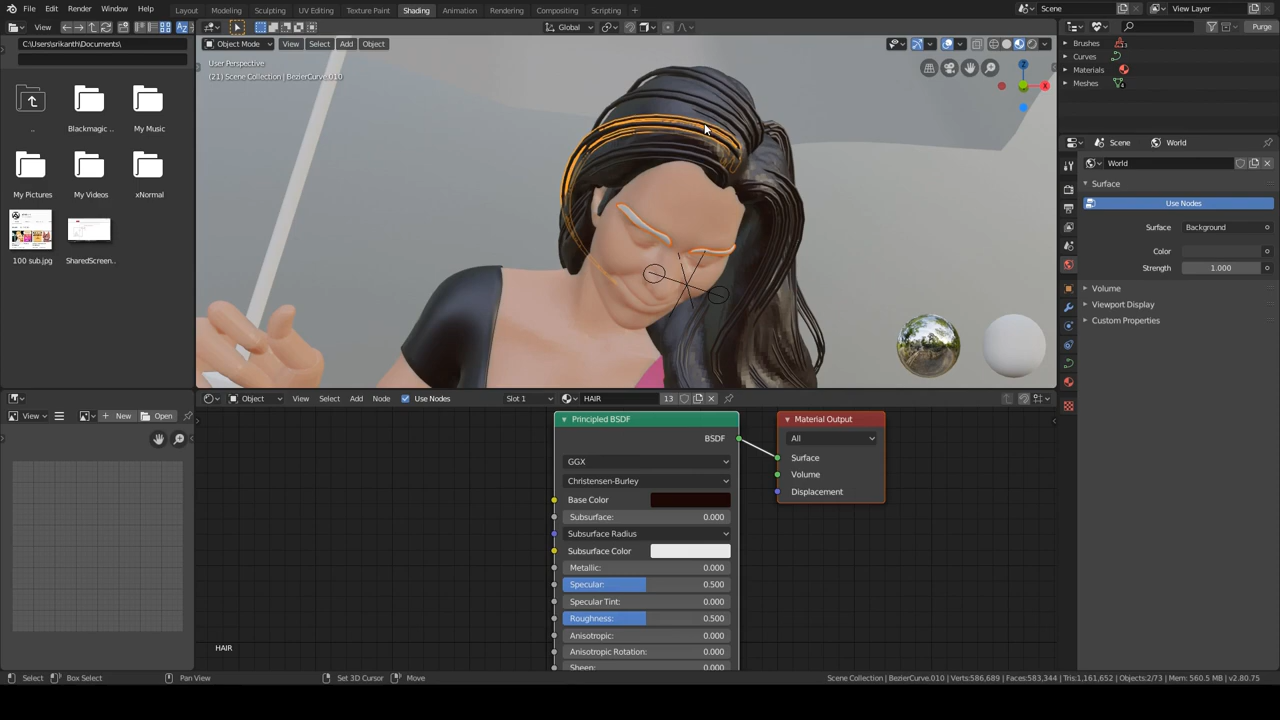 File Edit Render Window Help Layout Modeling Sculpting UV Editing Texture Paint Shading Animation Rendering Compositing Scripting Scene View Layer
View Global Purge
C:\Users\srikanth\Documents\ Object Mode View Select Add Object
.. Blackmagic .. My Music
My Pictures My Videos xNormal
100 sub.jpg SharedScreen..
User Perspective
(21) Scene Collection | BezierCurve.010
Z
X
Brushes
Curves
Materials
Meshes
Scene World
World
Surface
Use Nodes
Surface: Background
Color:
Strength: 1.000
Volume
Viewport Display
Custom Properties
Object View Select Add Node Use Nodes Slot 1 HAIR 13
View New Open
Principled BSDF
BSDF
GGX
Christensen-Burley
Base Color
Subsurface: 0.000
Subsurface Radius
Subsurface Color
Metallic: 0.000
Specular: 0.500
Specular Tint: 0.000
Roughness: 0.500
Anisotropic: 0.000
Anisotropic Rotation: 0.000
Sheen: 0.000
Material Output
All
Surface
Volume
Displacement
HAIR
Select Box Select Pan View Set 3D Cursor Move Scene Collection | BezierCurve.010 | Verts:586,689 | Faces:583,344 | Tris:1,161,652 | Objects:2/73 | Mem: 560.5 MB | v2.80.75